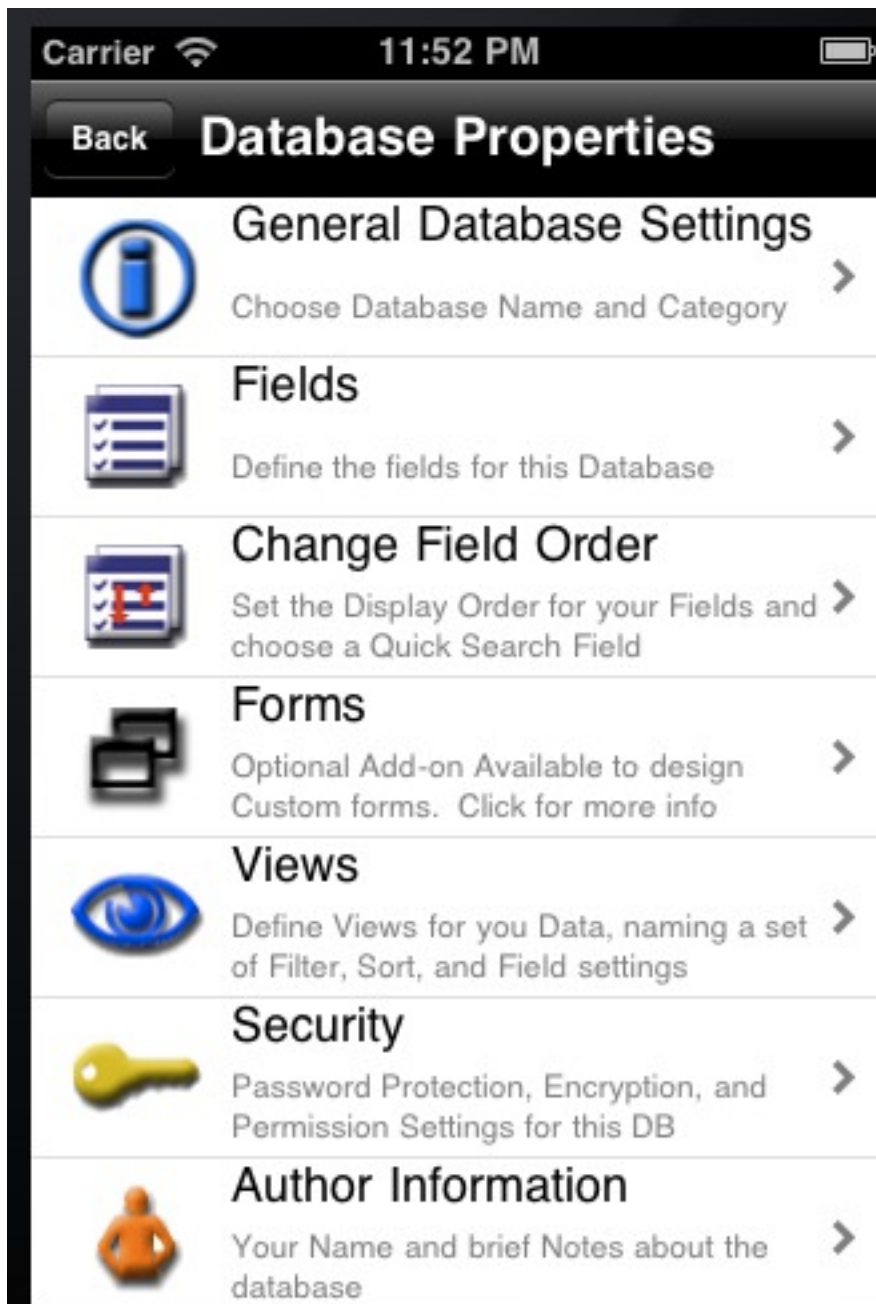 Carrier 11:52 PM
Back Database Properties
General Database Settings
Choose Database Name and Category
Fields
Define the fields for this Database
Change Field Order
Set the Display Order for your Fields and
choose a Quick Search Field
Forms
Optional Add-on Available to design
Custom forms.  Click for more info
Views
Define Views for you Data, naming a set
of Filter, Sort, and Field settings
Security
Password Protection, Encryption, and
Permission Settings for this DB
Author Information
Your Name and brief Notes about the
database